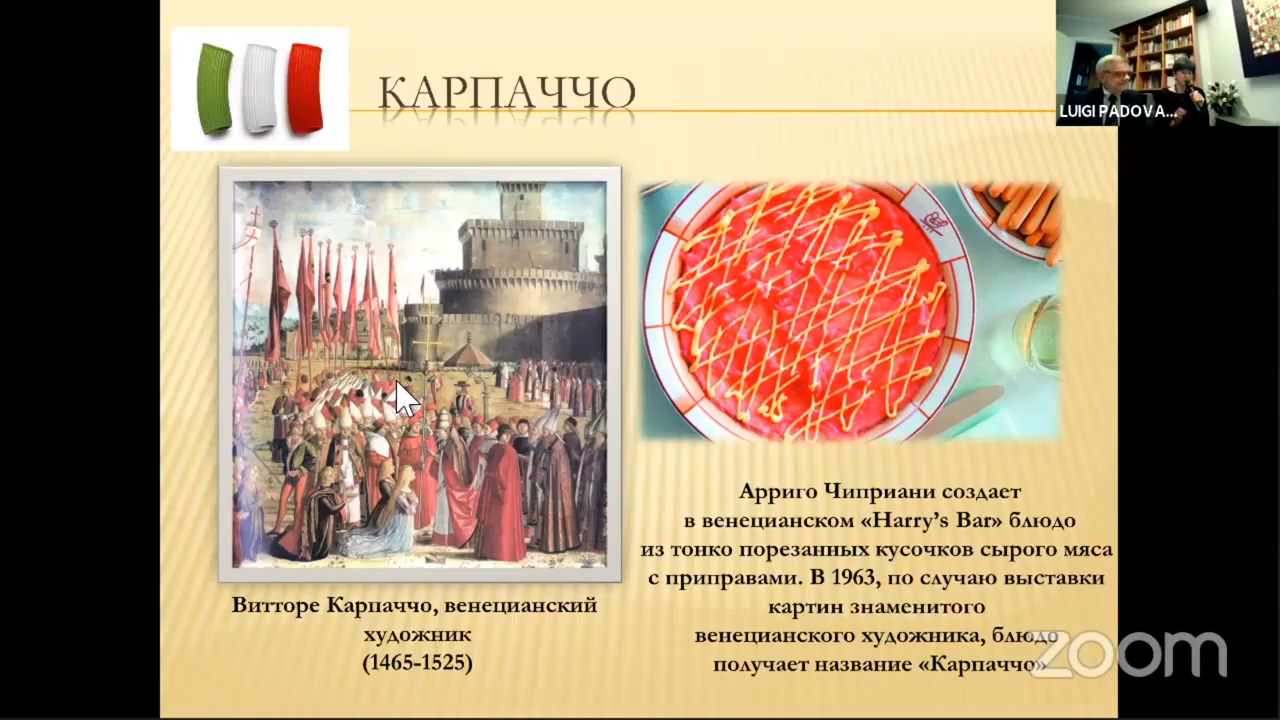 КАРПАЧЧО
LUIGI PADOVA...
Витторе Карпаччо, венецианский
художник
(1465-1525)
Арриго Чиприани создает
в венецианском «Harry's Bar» блюдо
из тонко порезанных кусочков сырого мяса
с приправами. В 1963, по случаю выставки
картин знаменитого
венецианского художника, блюдо
получает название «Карпаччо»
zoom